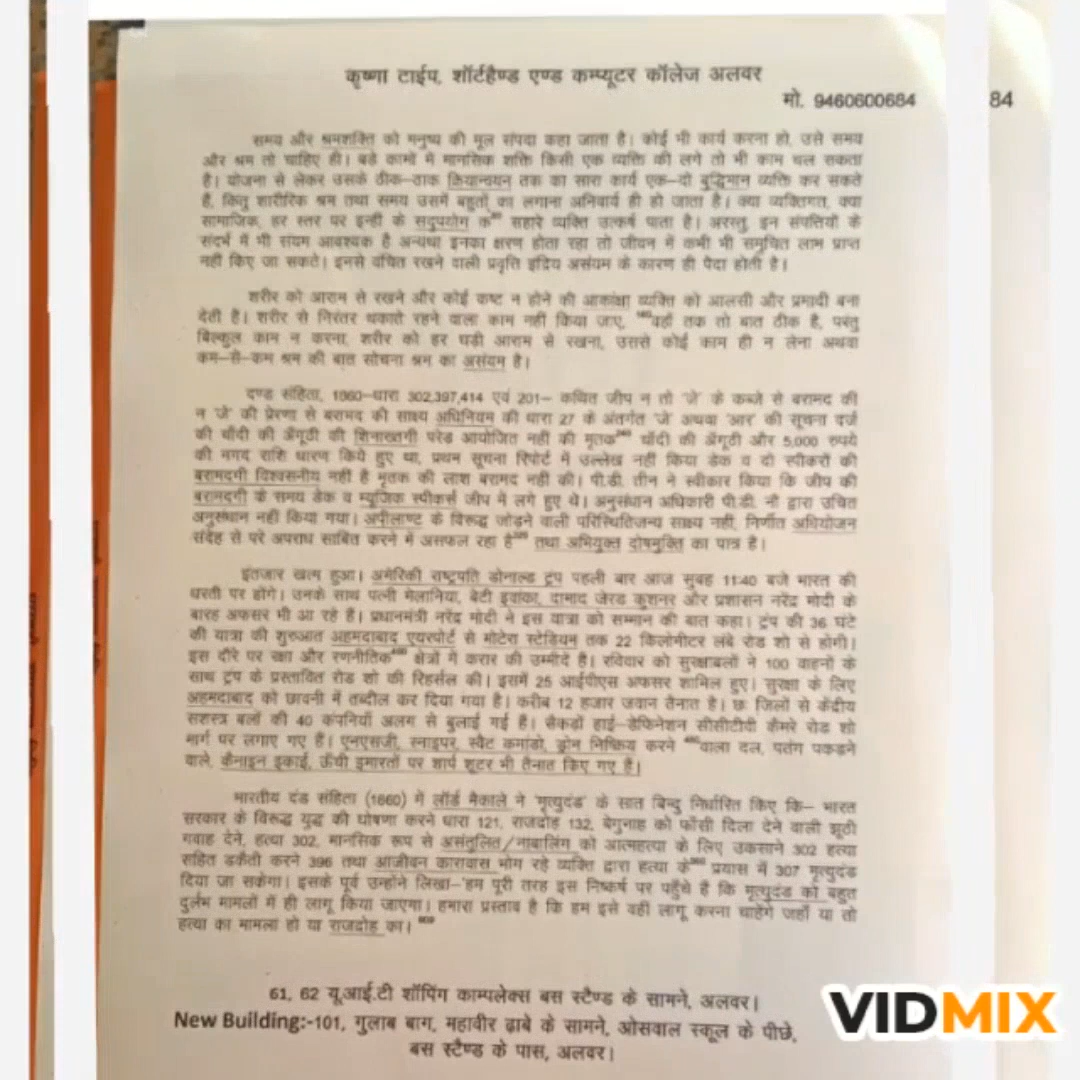 कृष्णा टाईप, शॉर्टहैण्ड एण्ड कम्प्यूटर कॉलेज अलवर
मो. 9460600684
84
समय और श्रमशक्ति को मनुष्य की मूल संपदा कहा जाता है। कोई भी कार्य करना हो, उसे समय
और श्रम तो चाहिए ही। बडे कामों में मानसिक शक्ति किसी एक व्यक्ति की लगे तो भी काम चल सकता
है। योजना से लेकर उसके ठीक–ठाक क्रियान्वयन तक का सारा कार्य एक–दो बुद्धिमान व्यक्ति कर सकते
हैं, किंतु शारीरिक श्रम तथा समय उसमें बहुतों का लगाना अनिवार्य ही हो जाता है। क्या व्यक्तिगत, क्या
सामाजिक, हर स्तर पर इन्हीं के सदुपयोग के सहारे व्यक्ति उत्कर्ष पाता है। अरस्तु, इन संपत्तियों के
संदर्भ में भी संयम आवश्यक है अन्यथा इनका क्षरण होता रहा तो जीवन में कभी भी समुचित लाभ प्राप्त
नहीं किए जा सकते। इनसे वंचित रखने वाली प्रवृत्ति इंद्रिय असंयम के कारण ही पैदा होती है।
शरीर को आराम से रखने और कोई कष्ट न होने की आकांक्षा व्यक्ति को आलसी और प्रमादी बना
देती है। शरीर से निरंतर थकाते रहने वाला काम नहीं किया जाए, वहाँ तक तो बात ठीक है, परंतु
बिल्कुल काम न करना, शरीर को हर घड़ी आराम से रखना, उससे कोई काम ही न लेना अथवा
कम–से–कम श्रम की बात सोचना श्रम का असंयम है।
दण्ड संहिता, 1860–धारा 302,397,414 एवं 201– कथित जीप न तो 'जे' के कब्जे से बरामद की
न 'जे' की प्रेरणा से बरामद की साक्ष्य अधिनियम की धारा 27 के अंतर्गत 'जे' अथवा 'आर' की सूचना दर्ज
की चाँदी की अँगूठी की शिनाख्तगी परेड आयोजित नहीं की मृतक चाँदी की अँगूठी और 5,000 रुपये
की नगद राशि धारण किये हुए था, प्रथम सूचना रिपोर्ट में उल्लेख नहीं किया डेक व दो स्पीकरों की
बरामदगी विश्वसनीय नहीं है मृतक की लाश बरामद नहीं की। पी.डी. तीन ने स्वीकार किया कि जीप की
बरामदगी के समय डेक व म्यूजिक स्पीकर्स जीप में लगे हुए थे। अनुसंधान अधिकारी पी.डी. नौ द्वारा उचित
अनुसंधान नहीं किया गया। अपीलाण्ट के विरुद्ध जोड़ने वाली परिस्थितिजन्य साक्ष्य नहीं, निर्णीत अभियोजन
संदेह से परे अपराध साबित करने में असफल रहा है तथा अभियुक्त दोषमुक्ति का पात्र है।
इंतजार खत्म हुआ। अमेरिकी राष्ट्रपति डोनाल्ड ट्रंप पहली बार आज सुबह 11:40 बजे भारत की
धरती पर होंगे। उनके साथ पत्नी मेलानिया, बेटी इवांका, दामाद जेरड कुशनर और प्रशासन नरेंद्र मोदी के
बारह अफसर भी आ रहे हैं। प्रधानमंत्री नरेंद्र मोदी ने इस यात्रा को सम्मान की बात कहा। ट्रंप की 36 घंटे
की यात्रा की शुरुआत अहमदाबाद एयरपोर्ट से मोटेरा स्टेडियम तक 22 किलोमीटर लंबे रोड शो से होगी।
इस दौरे पर रक्षा और रणनीतिक क्षेत्रों में करार की उम्मीदें है। रविवार को सुरक्षाबलों ने 100 वाहनों के
साथ ट्रंप के प्रस्तावित रोड शो की रिहर्सल की। इसमें 25 आईपीएस अफसर शामिल हुए। सुरक्षा के लिए
अहमदाबाद को छावनी में तब्दील कर दिया गया है। करीब 12 हजार जवान तैनात है। छः जिलों से केंद्रीय
सशस्त्र बलों की 40 कंपनियाँ अलग से बुलाई गई हैं। सैकड़ों हाई–डेफिनेशन सीसीटीवी कैमरे रोड शो
मार्ग पर लगाए गए हैं। एनएसजी, स्नाइपर, स्वैट कमांडो, ड्रोन निष्क्रिय करने वाला दल, पतंग पकड़ने
वाले, कैनाइन इकाई, ऊँची इमारतों पर शार्प शूटर भी तैनात किए गए हैं।
भारतीय दंड संहिता (1860) में लॉर्ड मैकाले ने 'मृत्युदंड' के सात बिन्दु निर्धारित किए कि– भारत
सरकार के विरूद्ध युद्ध की घोषणा करने धारा 121, राजद्रोह 132, बेगुनाह को फाँसी दिला देने वाली झूठी
गवाह देने, हत्या 302, मानसिक रूप से असंतुलित/नाबालिंग को आत्महत्या के लिए उकसाने 302 हत्या
सहित डकैती करने 396 तथा आजीवन कारावास भोग रहे व्यक्ति द्वारा हत्या के प्रयास में 307 मृत्युदंड
दिया जा सकेगा। इसके पूर्व उन्होंने लिखा–'हम पूरी तरह इस निष्कर्ष पर पहुँचे हैं कि मृत्युदंड को बहुत
दुर्लभ मामलों में ही लागू किया जाएगा। हमारा प्रस्ताव है कि हम इसे वहीं लागू करना चाहेंगे जहाँ या तो
हत्या का मामला हो या राजद्रोह का।
61, 62 यू.आई.टी शॉपिंग काम्पलेक्स बस स्टैण्ड के सामने, अलवर।
New Building:-101, गुलाब बाग, महावीर ढाबे के सामने, ओसवाल स्कूल के पीछे,
बस स्टैण्ड के पास, अलवर।
VIDMIX